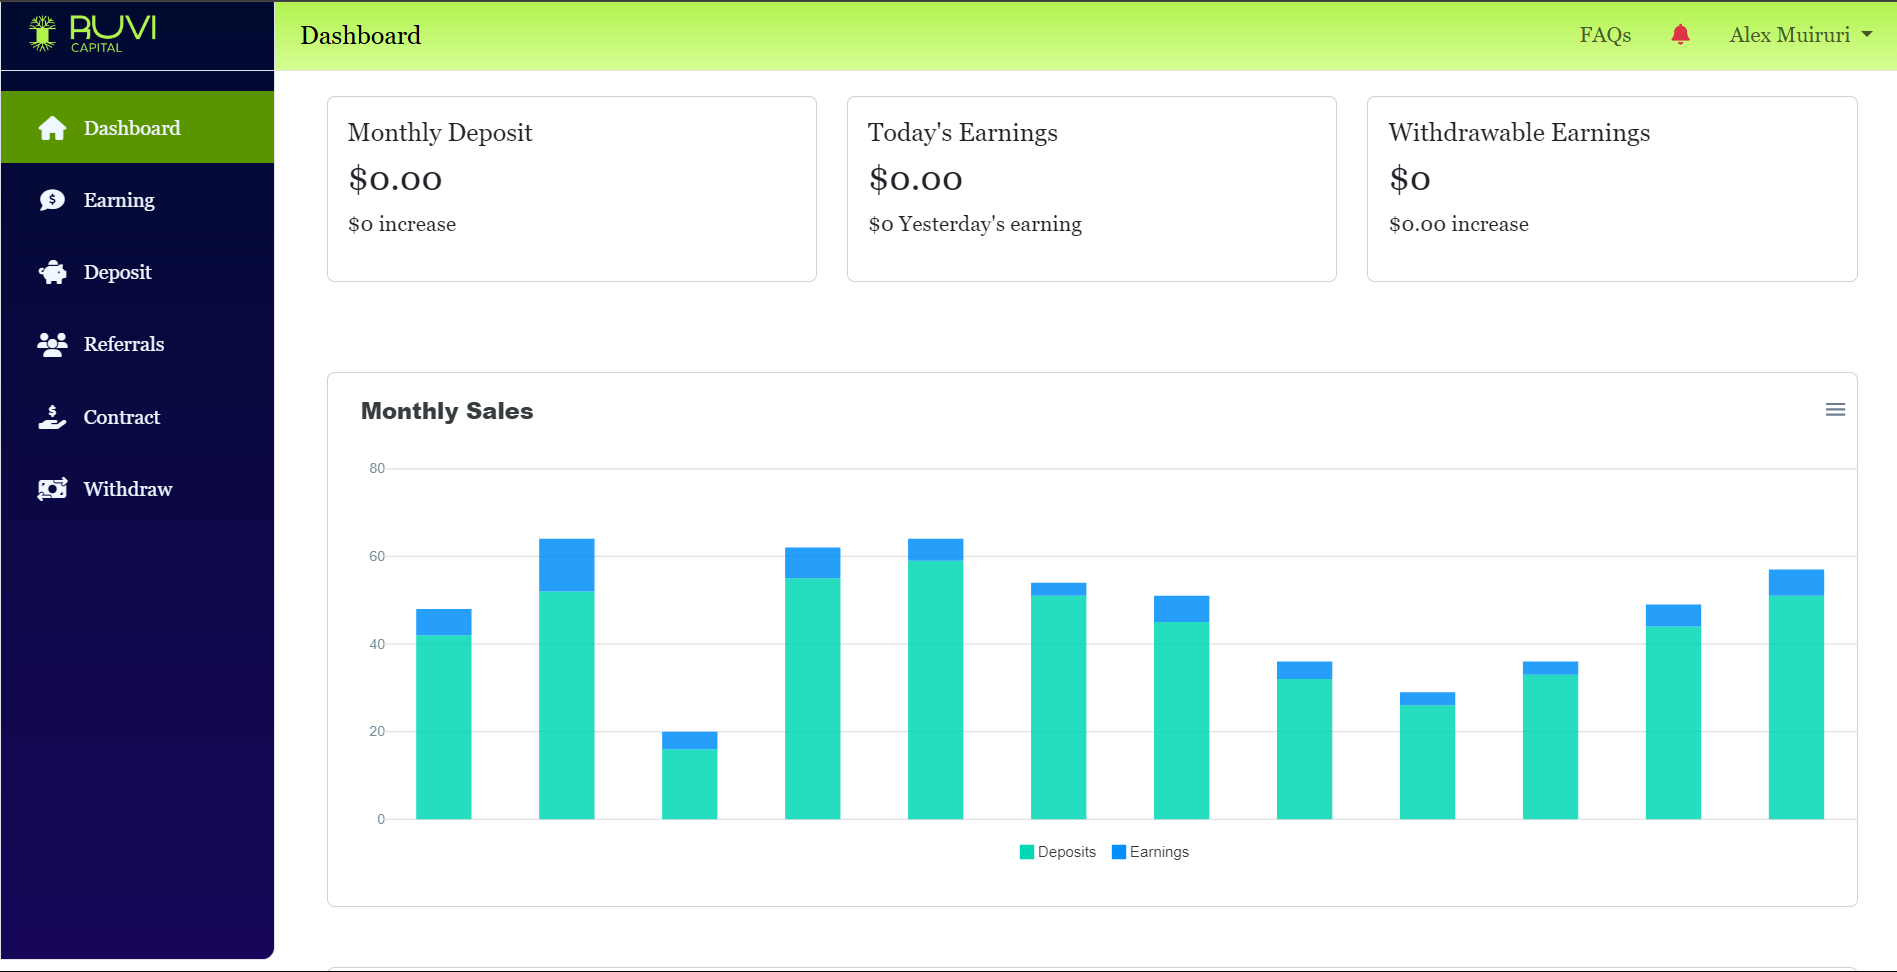 RUVI
CAPITAL
Dashboard
FAQs
Alex Muiruri
Dashboard
Earning
Deposit
Referrals
Contract
Withdraw
Monthly Deposit
$0.00
$0 increase
Today's Earnings
$0.00
$0 Yesterday's earning
Withdrawable Earnings
$0
$0.00 increase
Monthly Sales
80
60
40
20
0
Deposits
Earnings